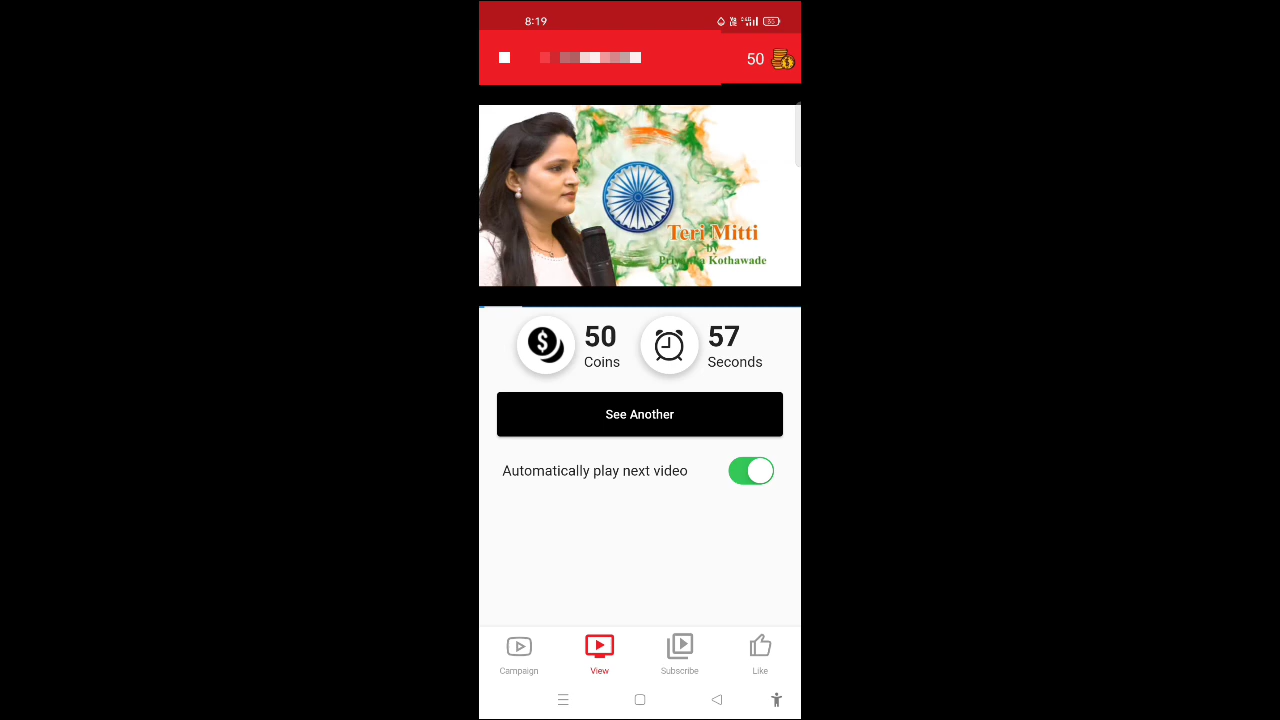 8:19
50
Teri Mitti
by
Priyanka Kothawade
50
Coins
57
Seconds
See Another
Automatically play next video
Campaign
View
Subscribe
Like